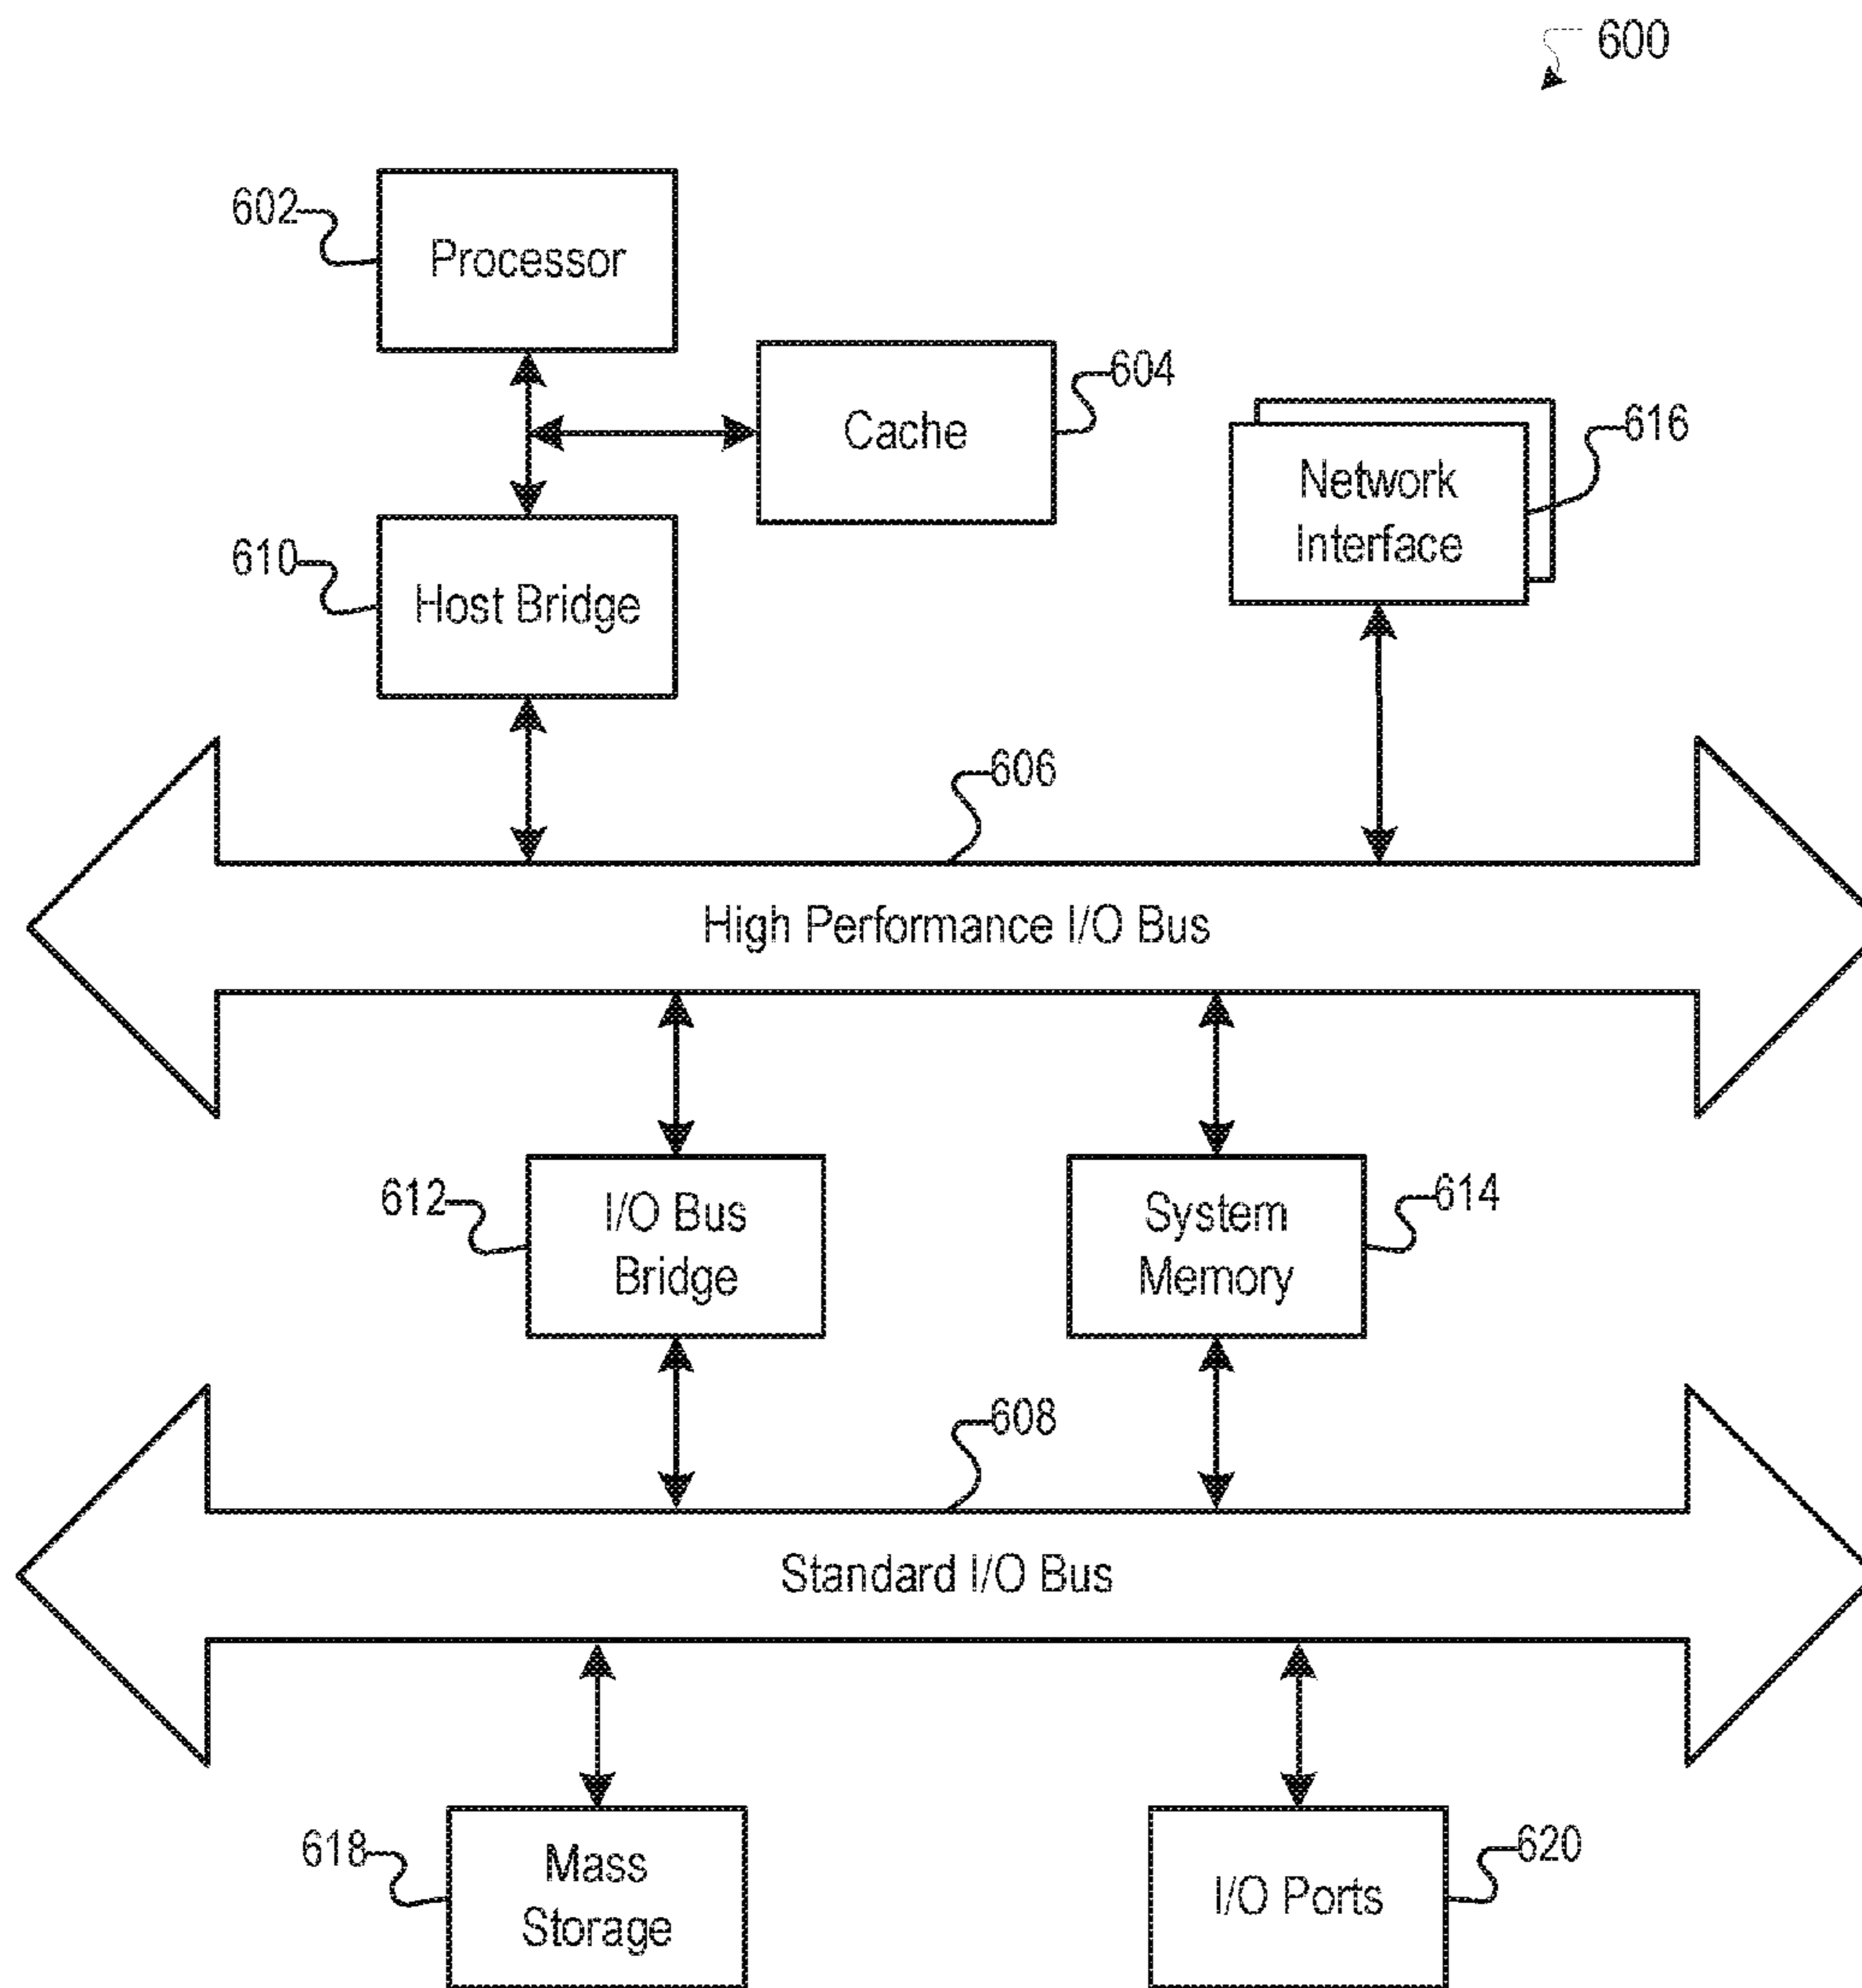 600
602
Processor
604
Cache
616
Network
Interface
610
Host Bridge
606
High Performance I/O Bus
612
I/O Bus
Bridge
614
System
Memory
608
Standard I/O Bus
618
Mass
Storage
620
I/O Ports